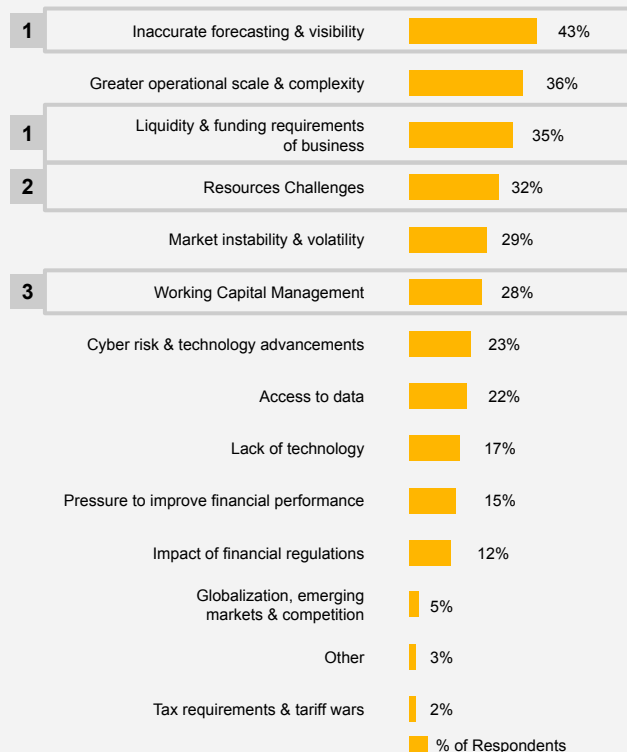 1 Inaccurate forecasting & visibility 43%
Greater operational scale & complexity 36%
1 Liquidity & funding requirements
of business 35%
2 Resources Challenges 32%
Market instability & volatility 29%
3 Working Capital Management 28%
Cyber risk & technology advancements 23%
Access to data 22%
Lack of technology 17%
Pressure to improve financial performance 15%
Impact of financial regulations 12%
Globalization, emerging
markets & competition 5%
Other 3%
Tax requirements & tariff wars 2%
% of Respondents